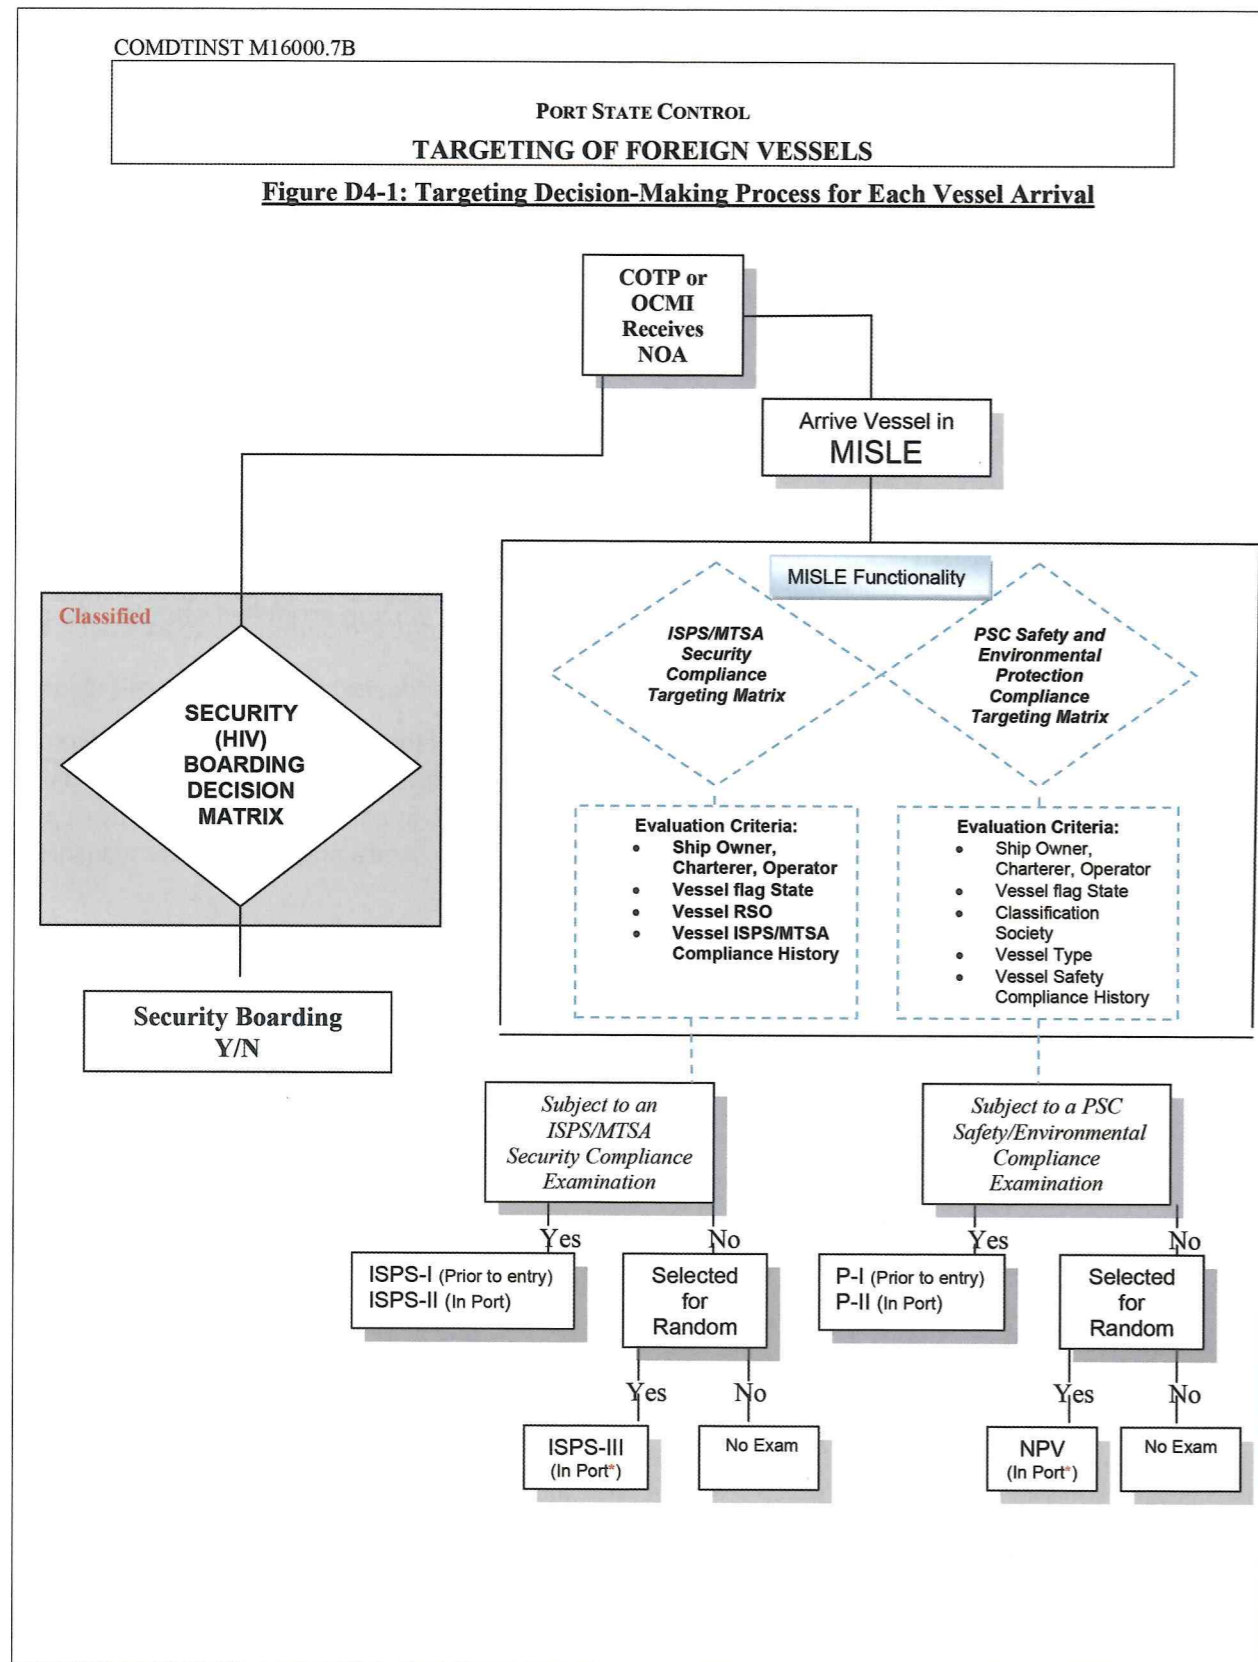 COMDTINST M16000.7B
PORT STATE CONTROL
TARGETING OF FOREIGN VESSELS
Figure D4-1: Targeting Decision-Making Process for Each Vessel Arrival
COTP or
OCMI
Receives
NOA
Arrive Vessel in
MISLE
MISLE Functionality
Classified
SECURITY
(HIV)
BOARDING
DECISION
MATRIX
Security Boarding
Y/N
ISPS/MTSA
Security
Compliance
Targeting Matrix
PSC Safety and
Environmental
Protection
Compliance
Targeting Matrix
Evaluation Criteria:
• Ship Owner,
Charterer, Operator
• Vessel flag State
• Vessel RSO
• Vessel ISPS/MTSA
Compliance History
Evaluation Criteria:
• Ship Owner,
Charterer, Operator
• Vessel flag State
• Classification
Society
• Vessel Type
• Vessel Safety
Compliance History
Subject to an
ISPS/MTSA
Security Compliance
Examination
Subject to a PSC
Safety/Environmental
Compliance
Examination
Yes
No
Yes
No
ISPS-I (Prior to entry)
ISPS-II (In Port)
Selected
for
Random
P-I (Prior to entry)
P-II (In Port)
Selected
for
Random
Yes
No
Yes
No
ISPS-III
(In Port*)
No Exam
NPV
(In Port*)
No Exam